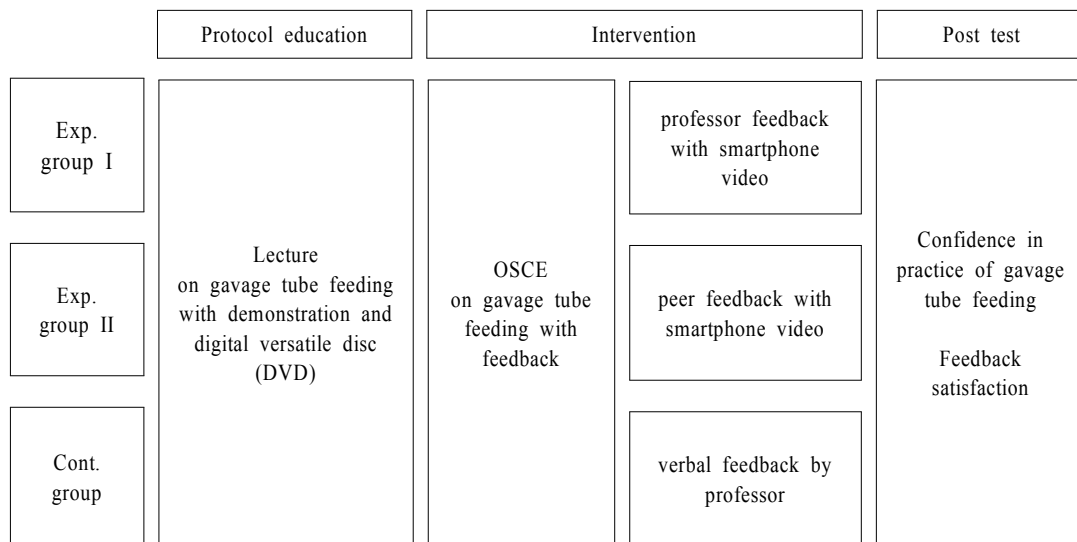 Protocol education
Intervention
Post test
Exp.
group I
Exp.
group II
Cont.
group
Lecture
on gavage tube feeding
with demonstration and
digital versatile disc
(DVD)
OSCE
on gavage tube
feeding with
feedback
professor feedback
with smartphone
video
peer feedback with
smartphone video
verbal feedback by
professor
Confidence in
practice of gavage
tube feeding
Feedback
satisfaction